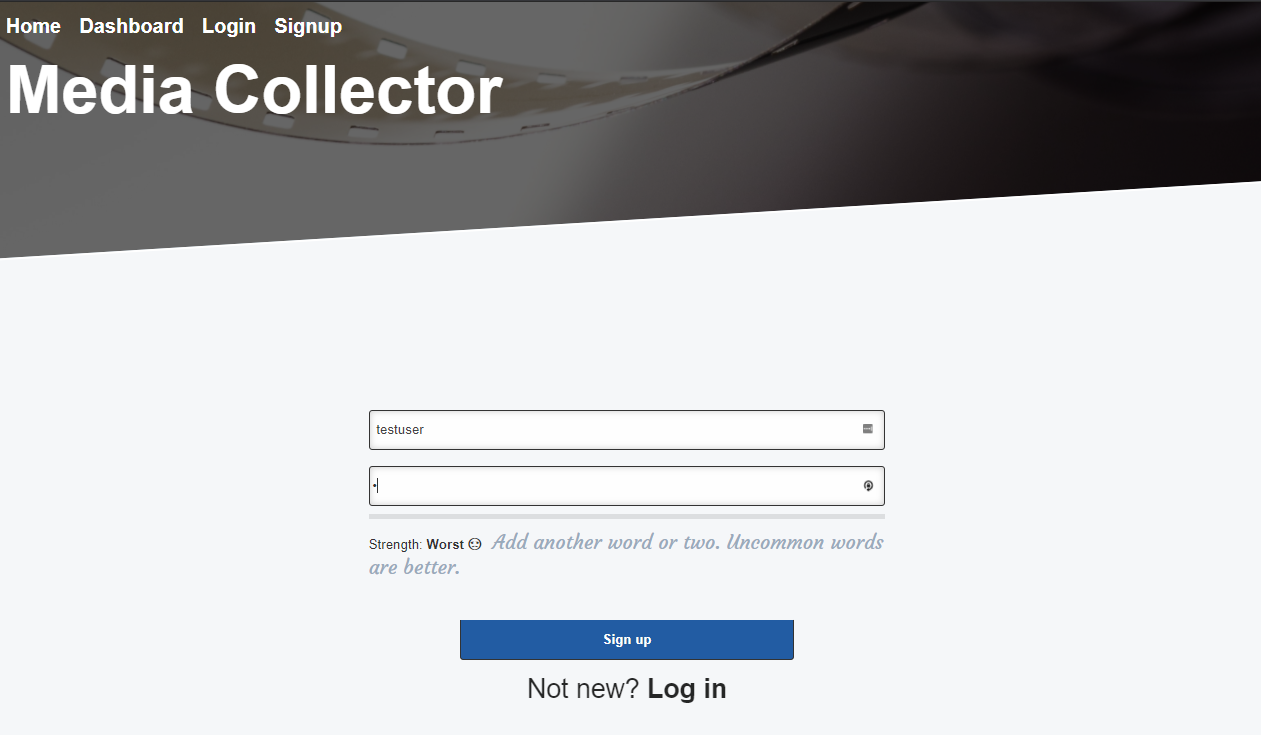 Home Dashboard Login Signup
Media Collector
testuser
•
Strength: Worst ☹ Add another word or two. Uncommon words
are better.
Sign up
Not new? Log in